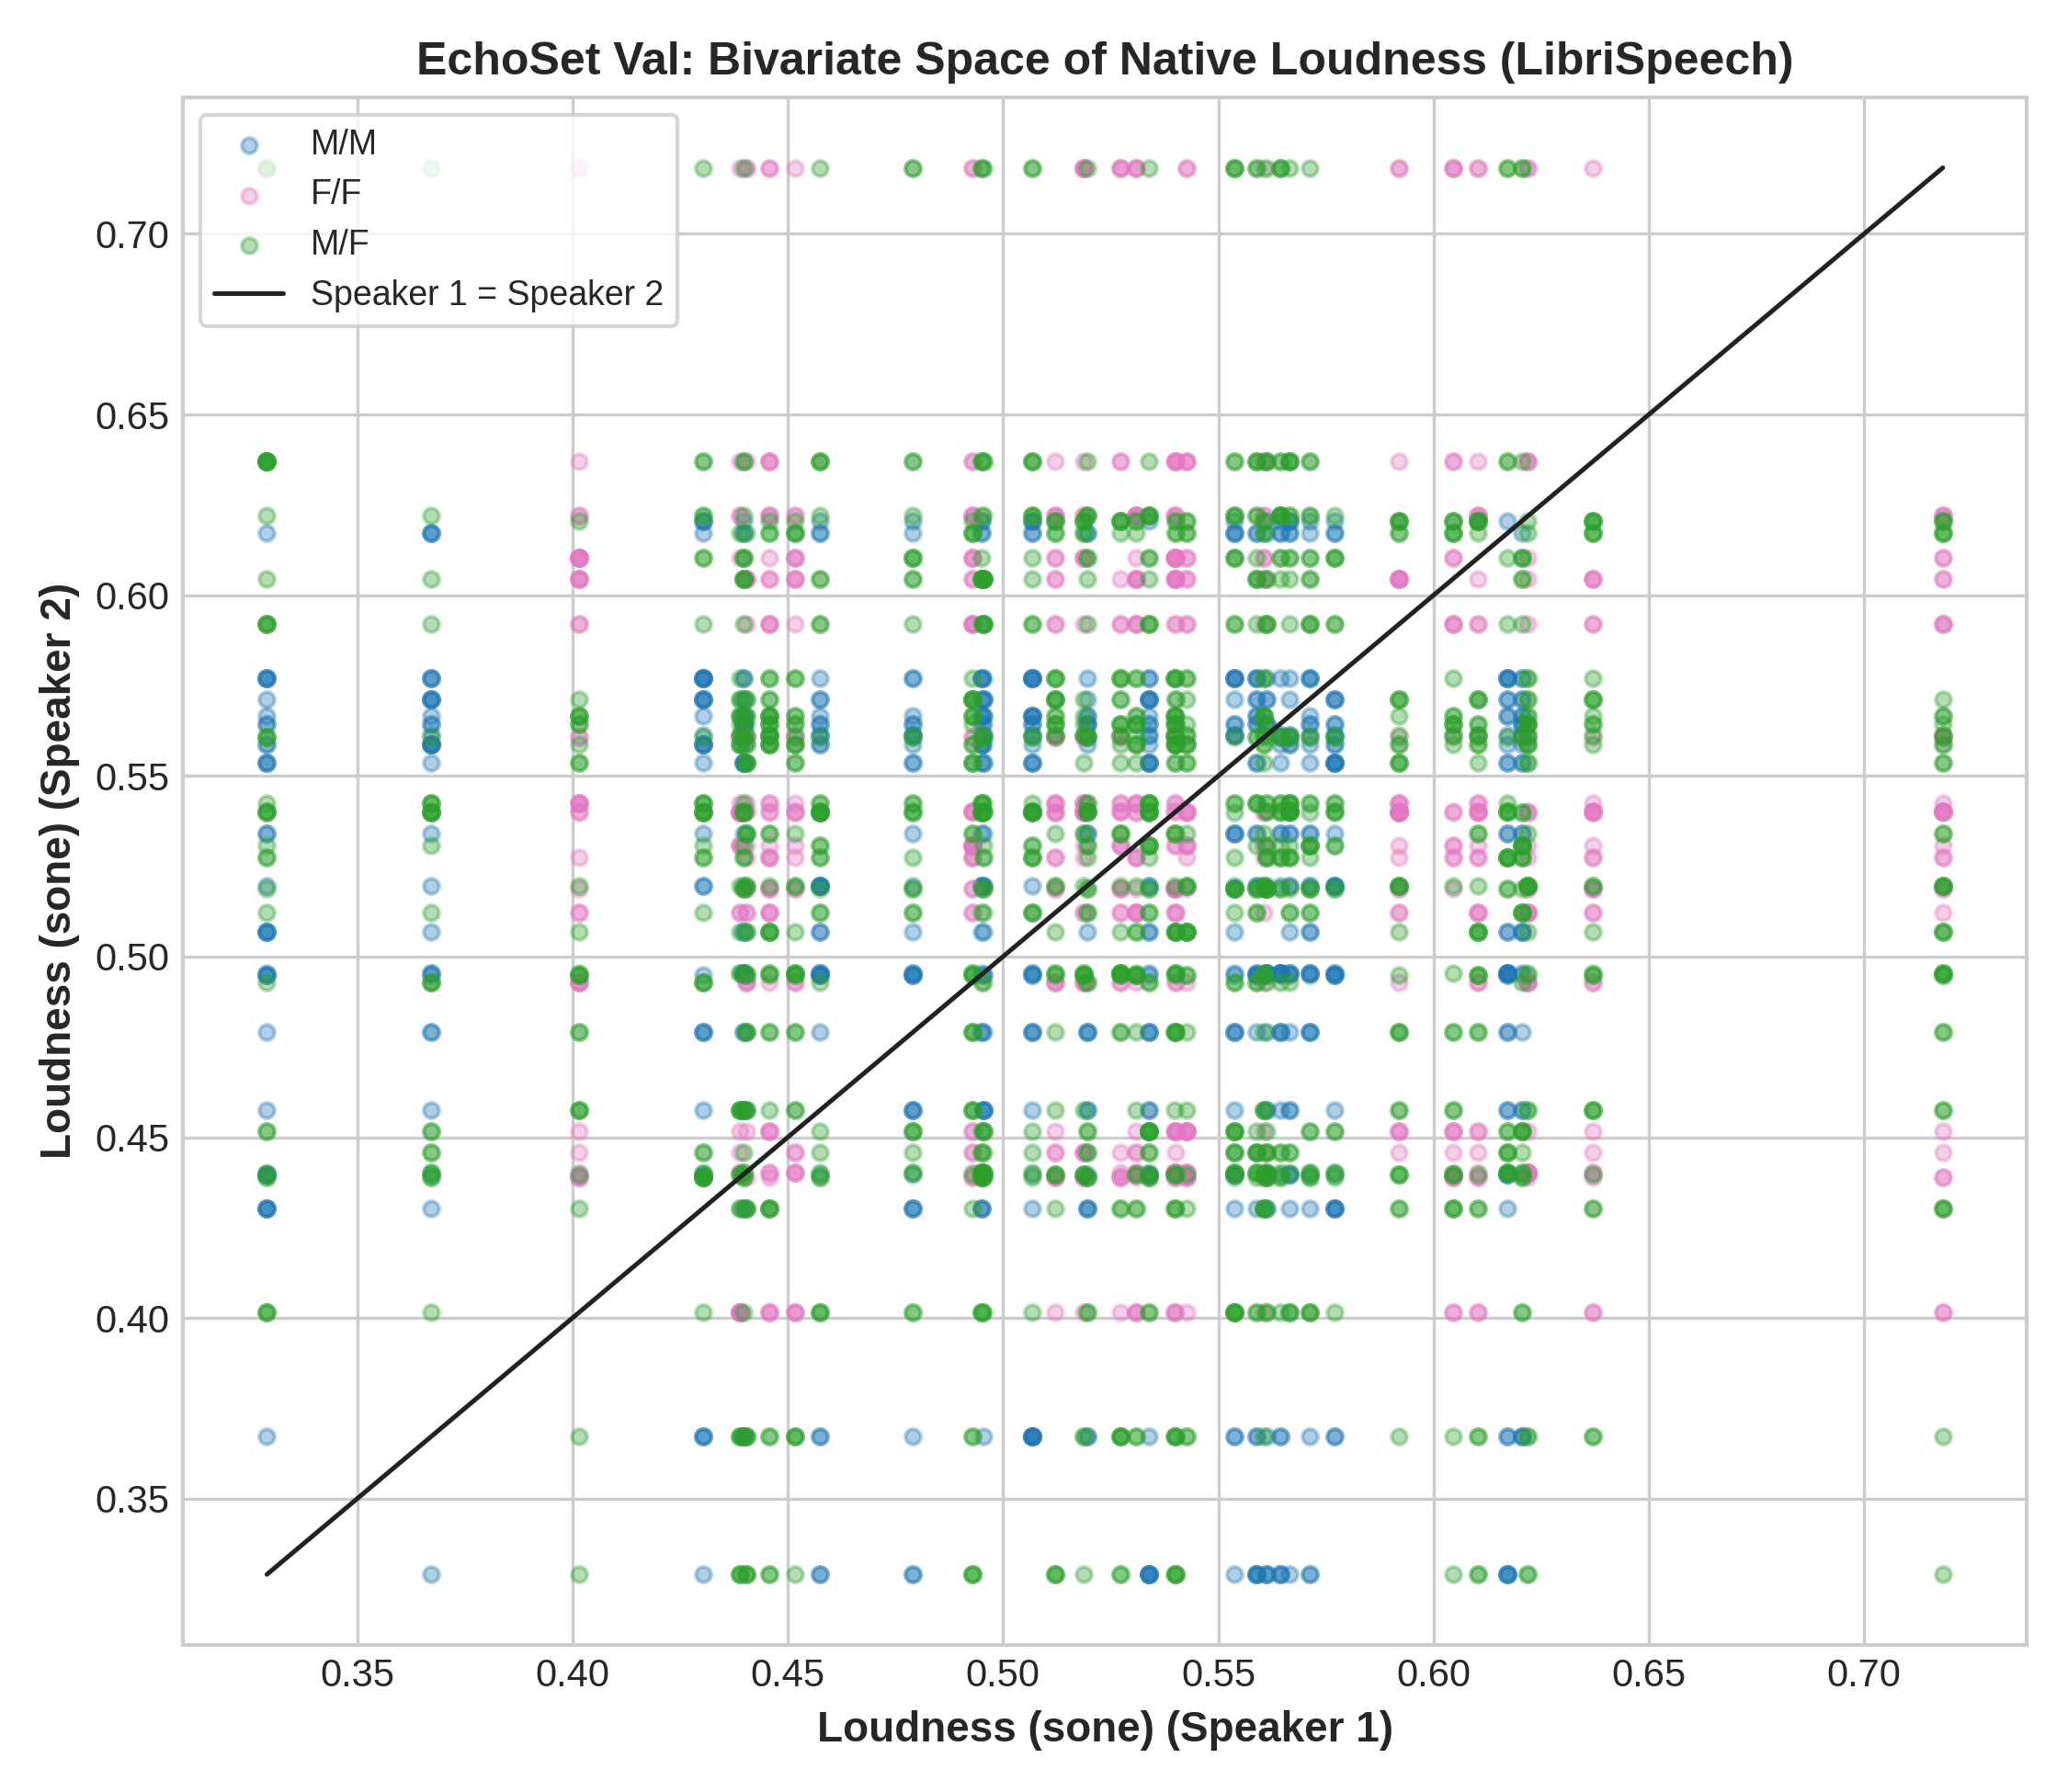 EchoSet Val: Bivariate Space of Native Loudness (LibriSpeech)
M/M
F/F
M/F
Speaker 1 = Speaker 2
Loudness (sone) (Speaker 2)
0.70
0.65
0.60
0.55
0.50
0.45
0.40
0.35
0.35 0.40 0.45 0.50 0.55 0.60 0.65 0.70
Loudness (sone) (Speaker 1)